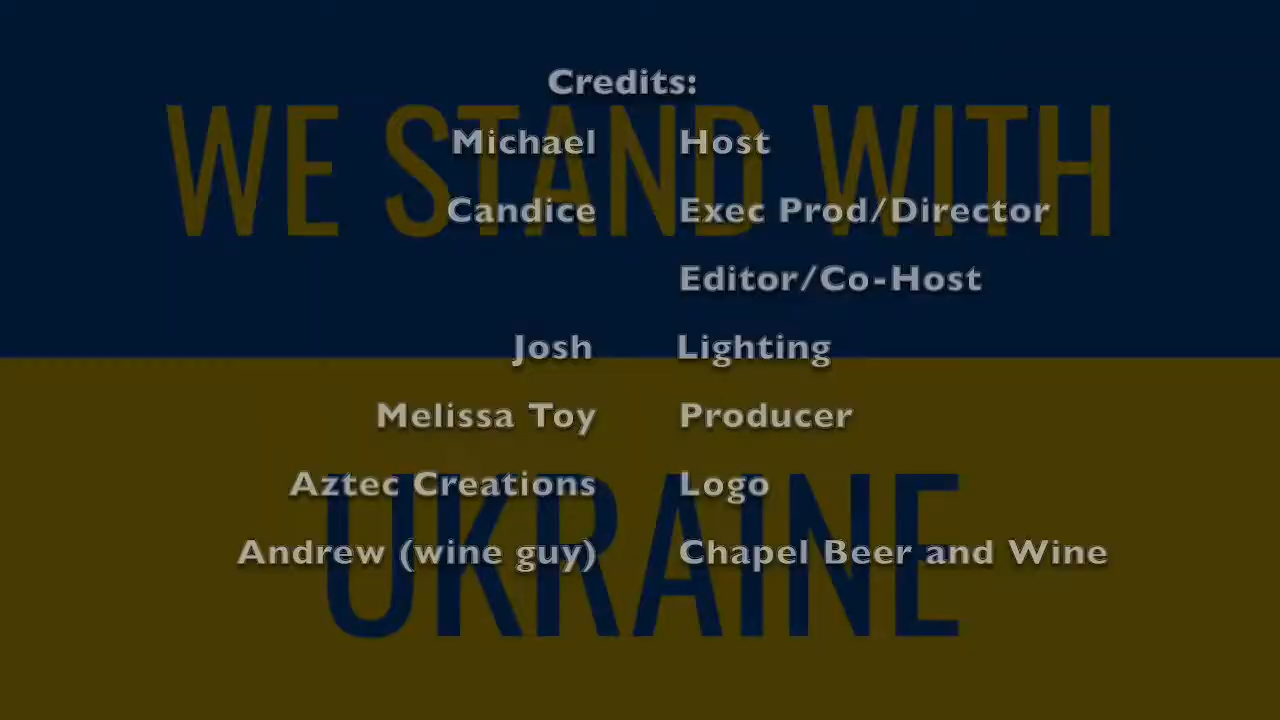 Credits:
WE STAND WITH
Michael Host
Candice Exec Prod/Director
Editor/Co-Host
Josh Lighting
Melissa Toy Producer
Aztec Creations Logo
UKRAINE
Andrew (wine guy) Chapel Beer and Wine